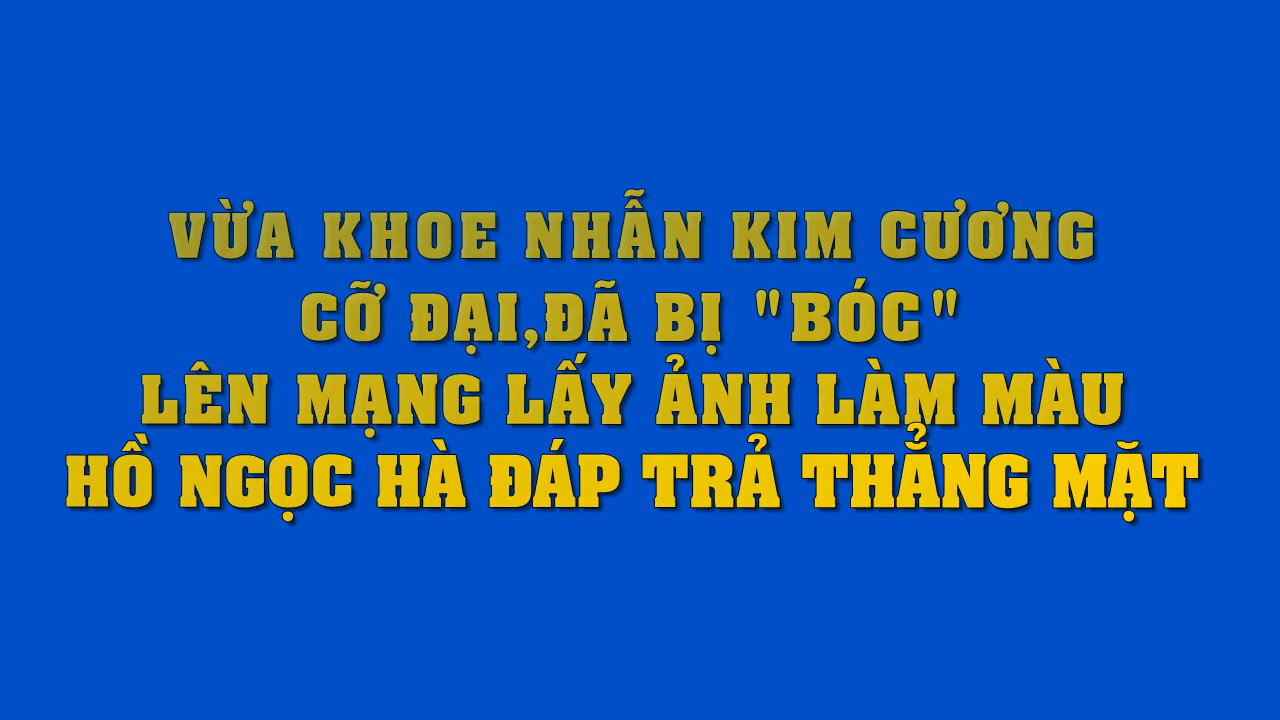 VỪA KHOE NHẪN KIM CƯƠNG
CỠ ĐẠI,ĐÃ BỊ "BÓC"
LÊN MẠNG LẤY ẢNH LÀM MÀU
HỒ NGỌC HÀ ĐÁP TRẢ THẲNG MẶT